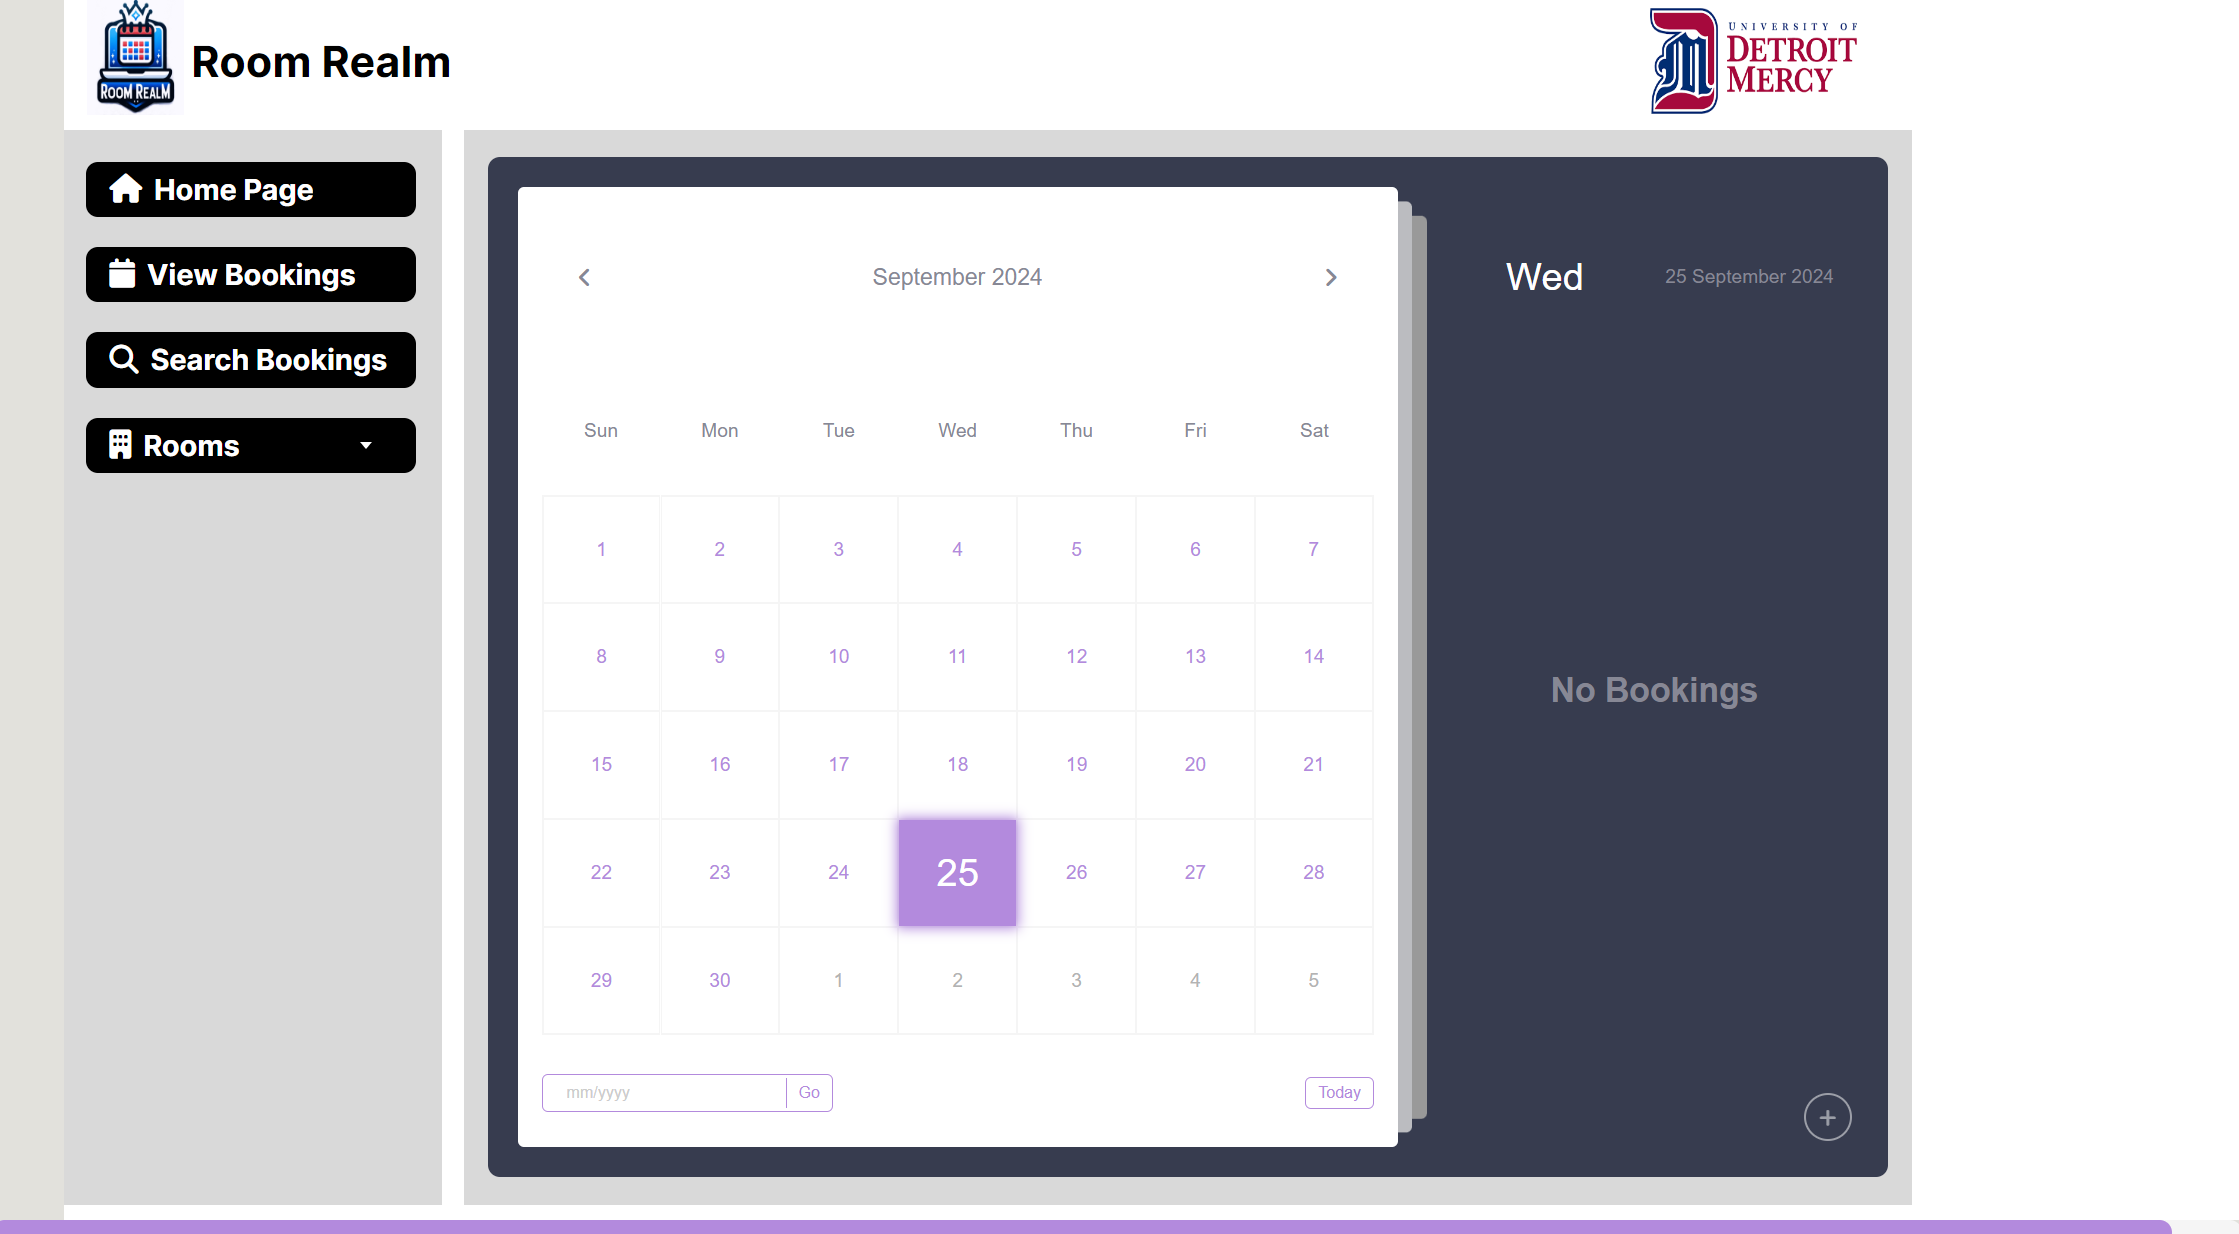 ROOM REALM
Room Realm
UNIVERSITY OF
DETROIT
MERCY
Home Page
View Bookings
Search Bookings
Rooms
September 2024
Sun Mon Tue Wed Thu Fri Sat
1 2 3 4 5 6 7
8 9 10 11 12 13 14
15 16 17 18 19 20 21
22 23 24 25 26 27 28
29 30 1 2 3 4 5
mm/yyyy Go Today
Wed 25 September 2024
No Bookings
+